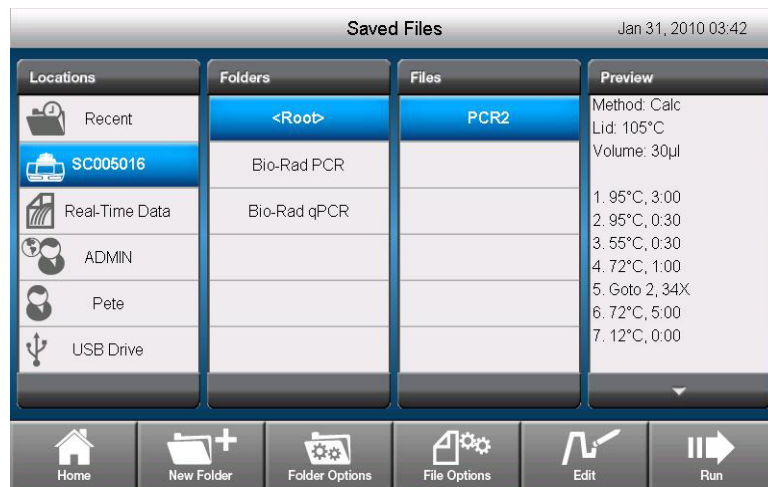 Saved Files
Jan 31, 2010 03:42
Locations
Recent
SC005016
Real-Time Data
ADMIN
Pete
USB Drive
Folders
<Root>
Bio-Rad PCR
Bio-Rad qPCR
Files
PCR2
Preview
Method: Calc
Lid: 105°C
Volume: 30µl
1. 95°C, 3:00
2. 95°C, 0:30
3. 55°C, 0:30
4. 72°C, 1:00
5. Goto 2, 34X
6. 72°C, 5:00
7. 12°C, 0:00
Home
New Folder
Folder Options
File Options
Edit
Run